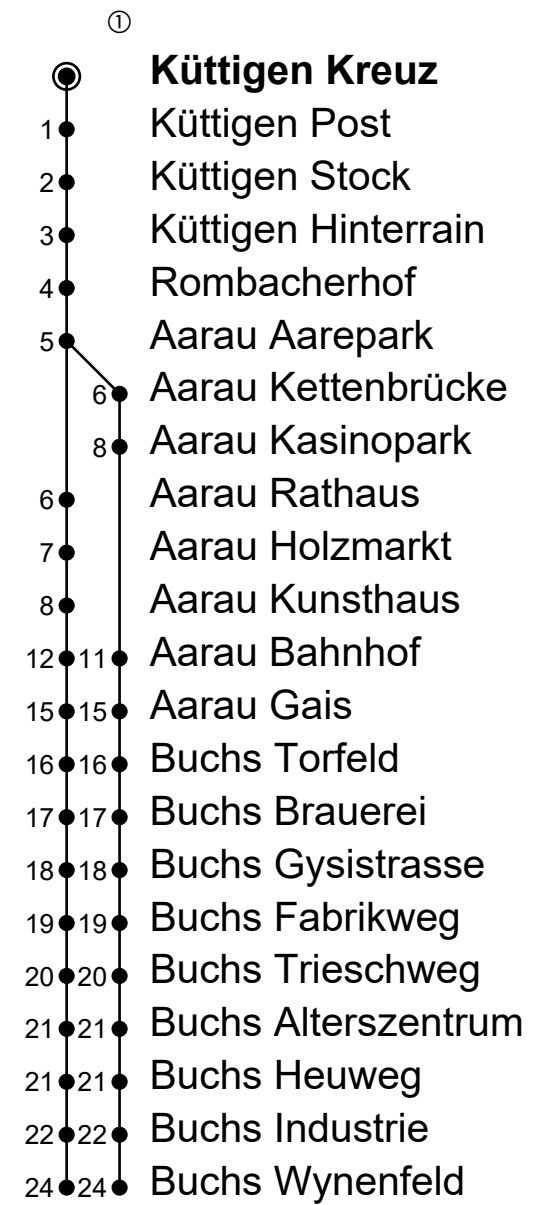 ①
Küttigen Kreuz
1 Küttigen Post
2 Küttigen Stock
3 Küttigen Hinterrain
4 Rombacherhof
5 Aarau Aarepark
6 Aarau Kettenbrücke
8 Aarau Kasinopark
6 Aarau Rathaus
7 Aarau Holzmarkt
8 Aarau Kunsthaus
12 11 Aarau Bahnhof
15 15 Aarau Gais
16 16 Buchs Torfeld
17 17 Buchs Brauerei
18 18 Buchs Gysistrasse
19 19 Buchs Fabrikweg
20 20 Buchs Trieschweg
21 21 Buchs Alterszentrum
21 21 Buchs Heuweg
22 22 Buchs Industrie
24 24 Buchs Wynenfeld